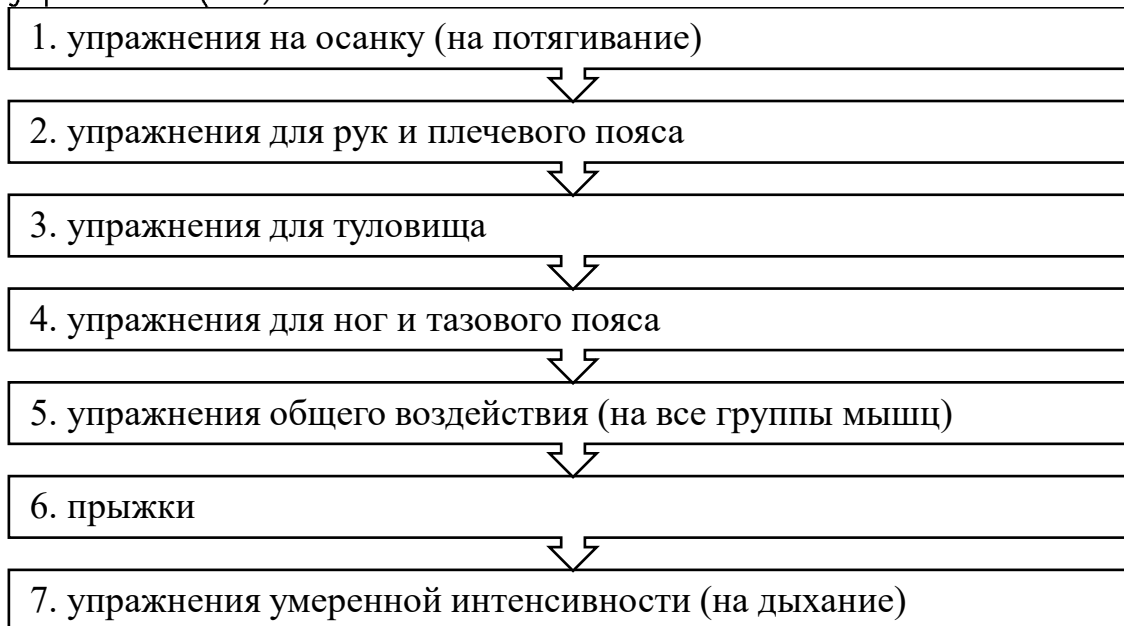 1. упражнения на осанку (на потягивание)
2. упражнения для рук и плечевого пояса
3. упражнения для туловища
4. упражнения для ног и тазового пояса
5. упражнения общего воздействия (на все группы мышц)
6. прыжки
7. упражнения умеренной интенсивности (на дыхание)